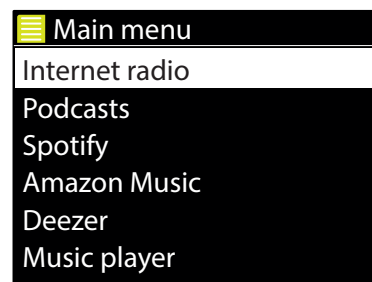 Main menu
Internet radio
Podcasts
Spotify
Amazon Music
Deezer
Music player